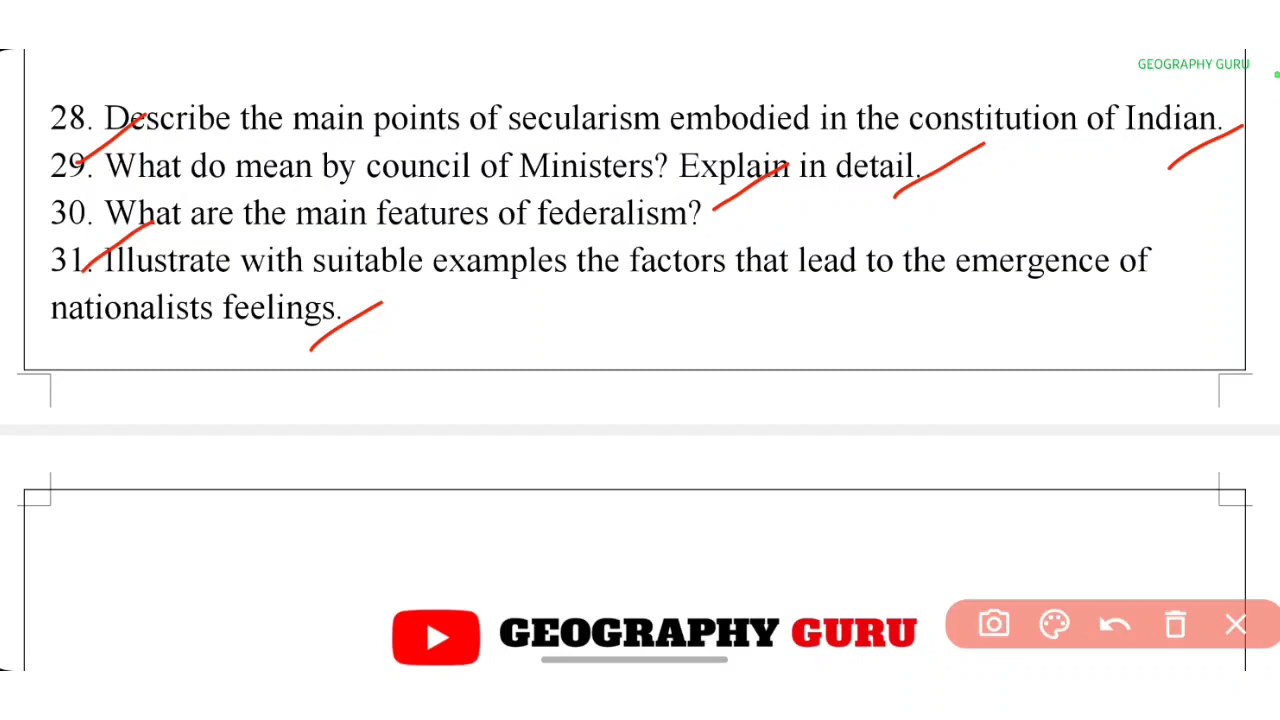 GEOGRAPHY GURU
28. Describe the main points of secularism embodied in the constitution of Indian.
29. What do mean by council of Ministers? Explain in detail.
30. What are the main features of federalism?
31. Illustrate with suitable examples the factors that lead to the emergence of
nationalists feelings.
GEOGRAPHY GURU